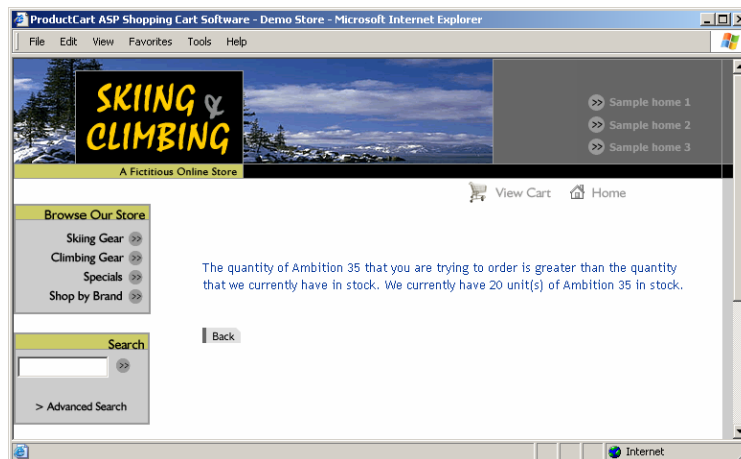 ProductCart ASP Shopping Cart Software - Demo Store - Microsoft Internet Explorer
File Edit View Favorites Tools Help
SKIING &
CLIMBING
A Fictitious Online Store
Sample home 1
Sample home 2
Sample home 3
View Cart Home
Browse Our Store
Skiing Gear >>
Climbing Gear >>
Specials >>
Shop by Brand >>
The quantity of Ambition 35 that you are trying to order is greater than the quantity
that we currently have in stock. We currently have 20 unit(s) of Ambition 35 in stock.
Back
Search
> Advanced Search
Internet